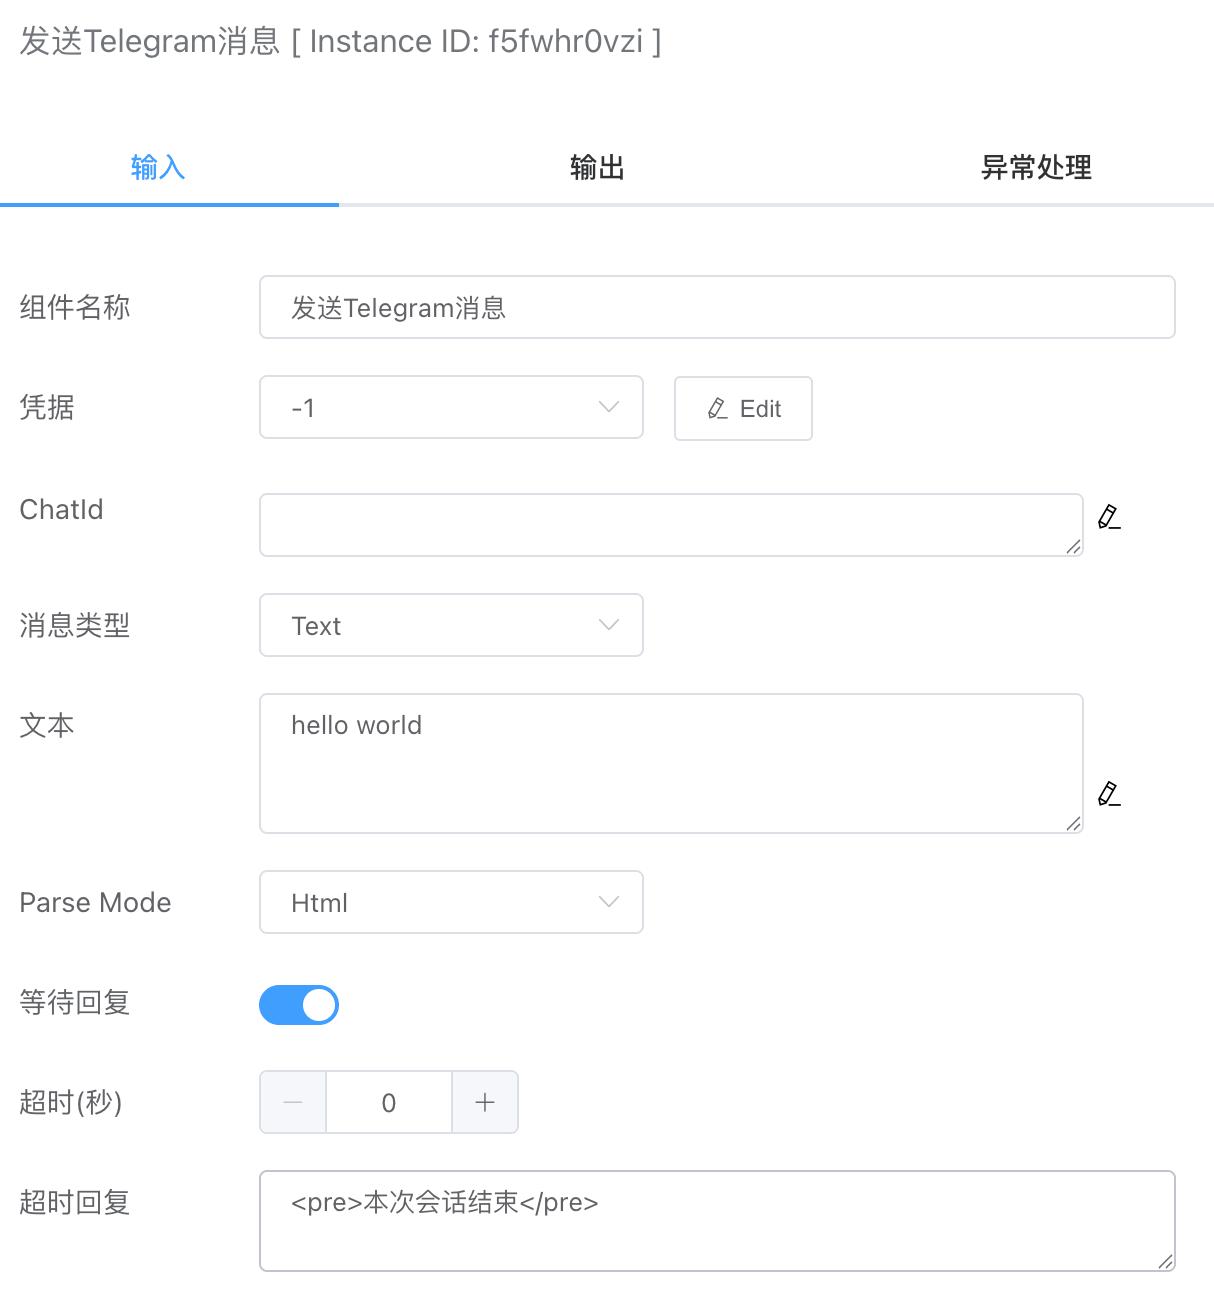 发送Telegram消息 [ Instance ID: f5fwhr0vzi ]
输入 输出 异常处理
组件名称 发送Telegram消息
凭据 -1 Edit
ChatId
消息类型 Text
文本 hello world
Parse Mode Html
等待回复
超时(秒) 0
超时回复 <pre>本次会话结束</pre>